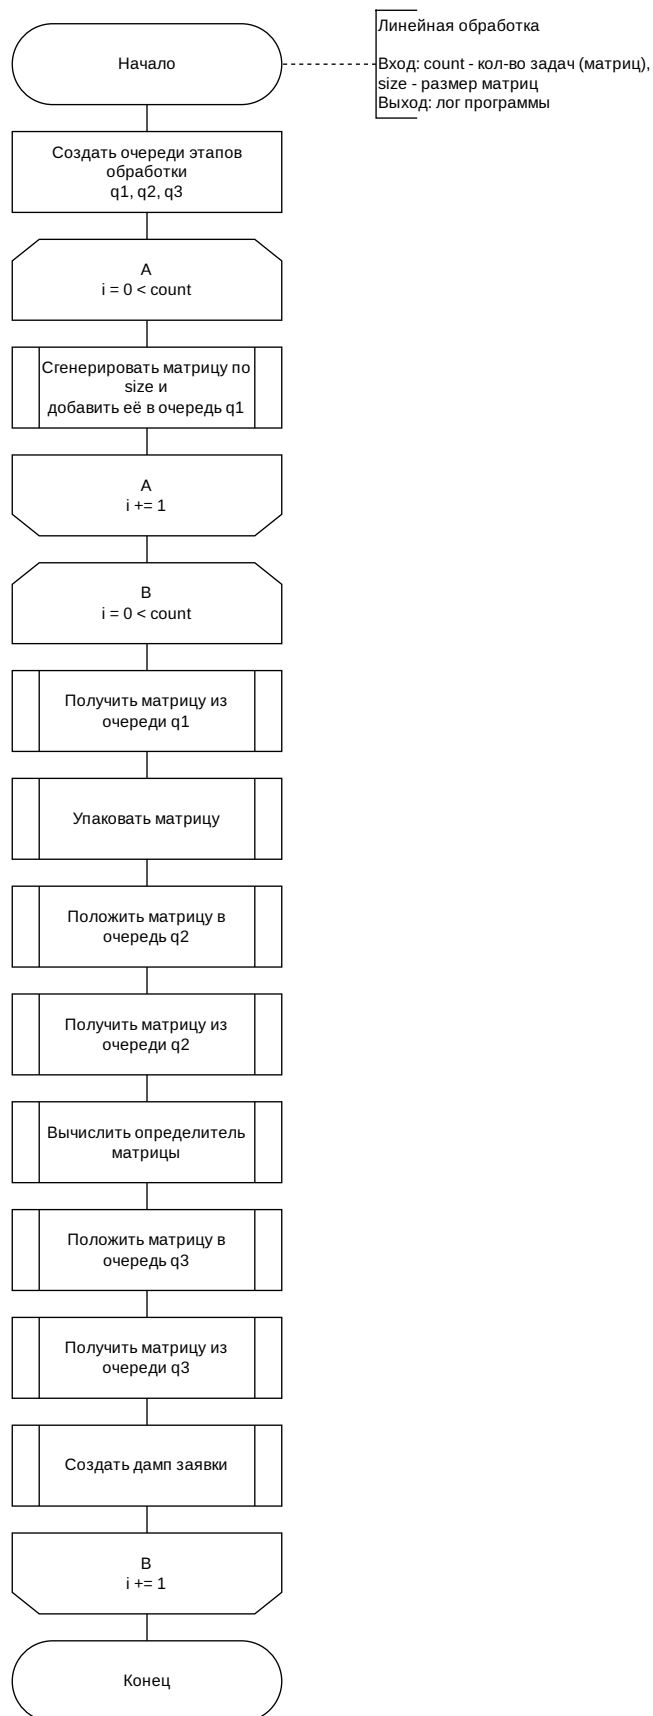 Начало
Линейная обработка
Вход: count - кол-во задач (матриц),
size - размер матриц
Выход: лог программы
Создать очереди этапов
обработки
q1, q2, q3
A
i = 0 < count
Сгенерировать матрицу по
size и
добавить её в очередь q1
A
i += 1
B
i = 0 < count
Получить матрицу из
очереди q1
Упаковать матрицу
Положить матрицу в
очередь q2
Получить матрицу из
очереди q2
Вычислить определитель
матрицы
Положить матрицу в
очередь q3
Получить матрицу из
очереди q3
Создать дамп заявки
B
i += 1
Конец